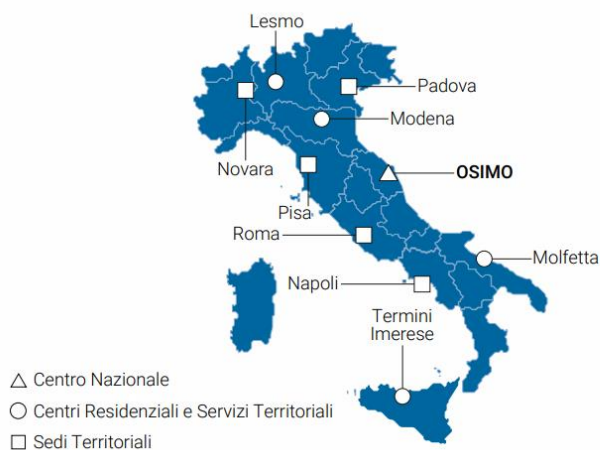 Lesmo
Padova
Modena
Novara
OSIMO
Pisa
Roma
Molfetta
Napoli
Termini
Imerese
Centro Nazionale
Centri Residenziali e Servizi Territoriali
Sedi Territoriali